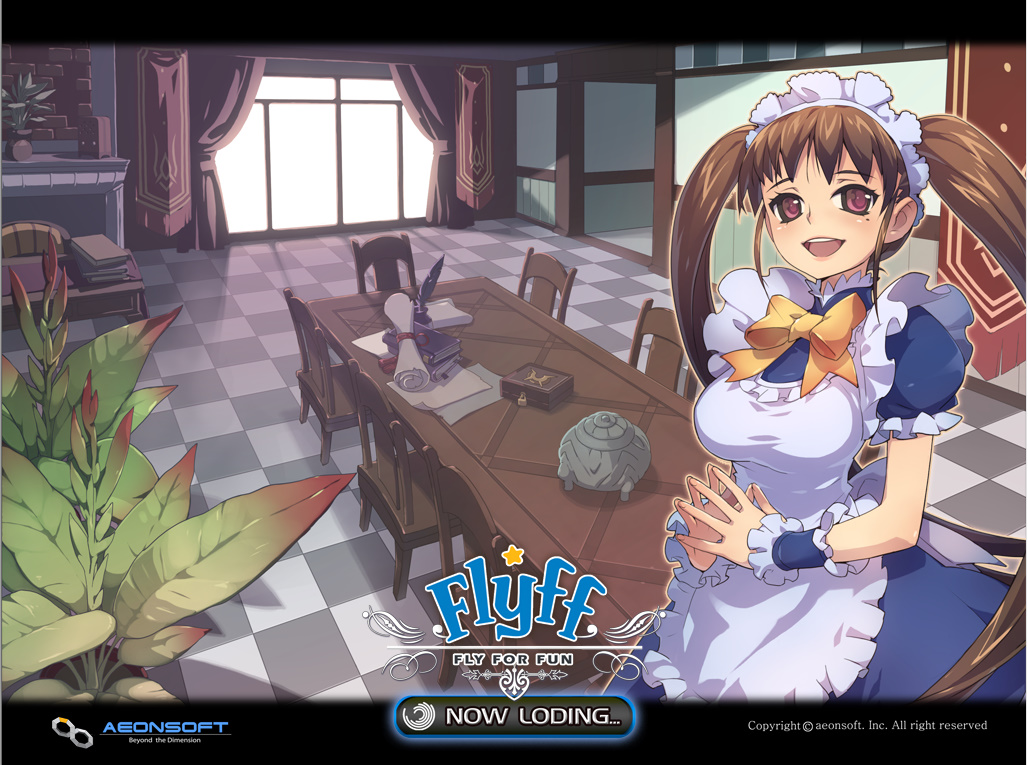 Flyff
FLY FOR FUN
NOW LODING...
AEONSOFT
Beyond the Dimension
Copyright © aeonsoft. Inc. All right reserved